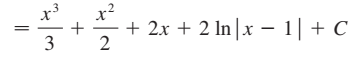 = x³/3 + x²/2 + 2x + 2 ln|x − 1| + C